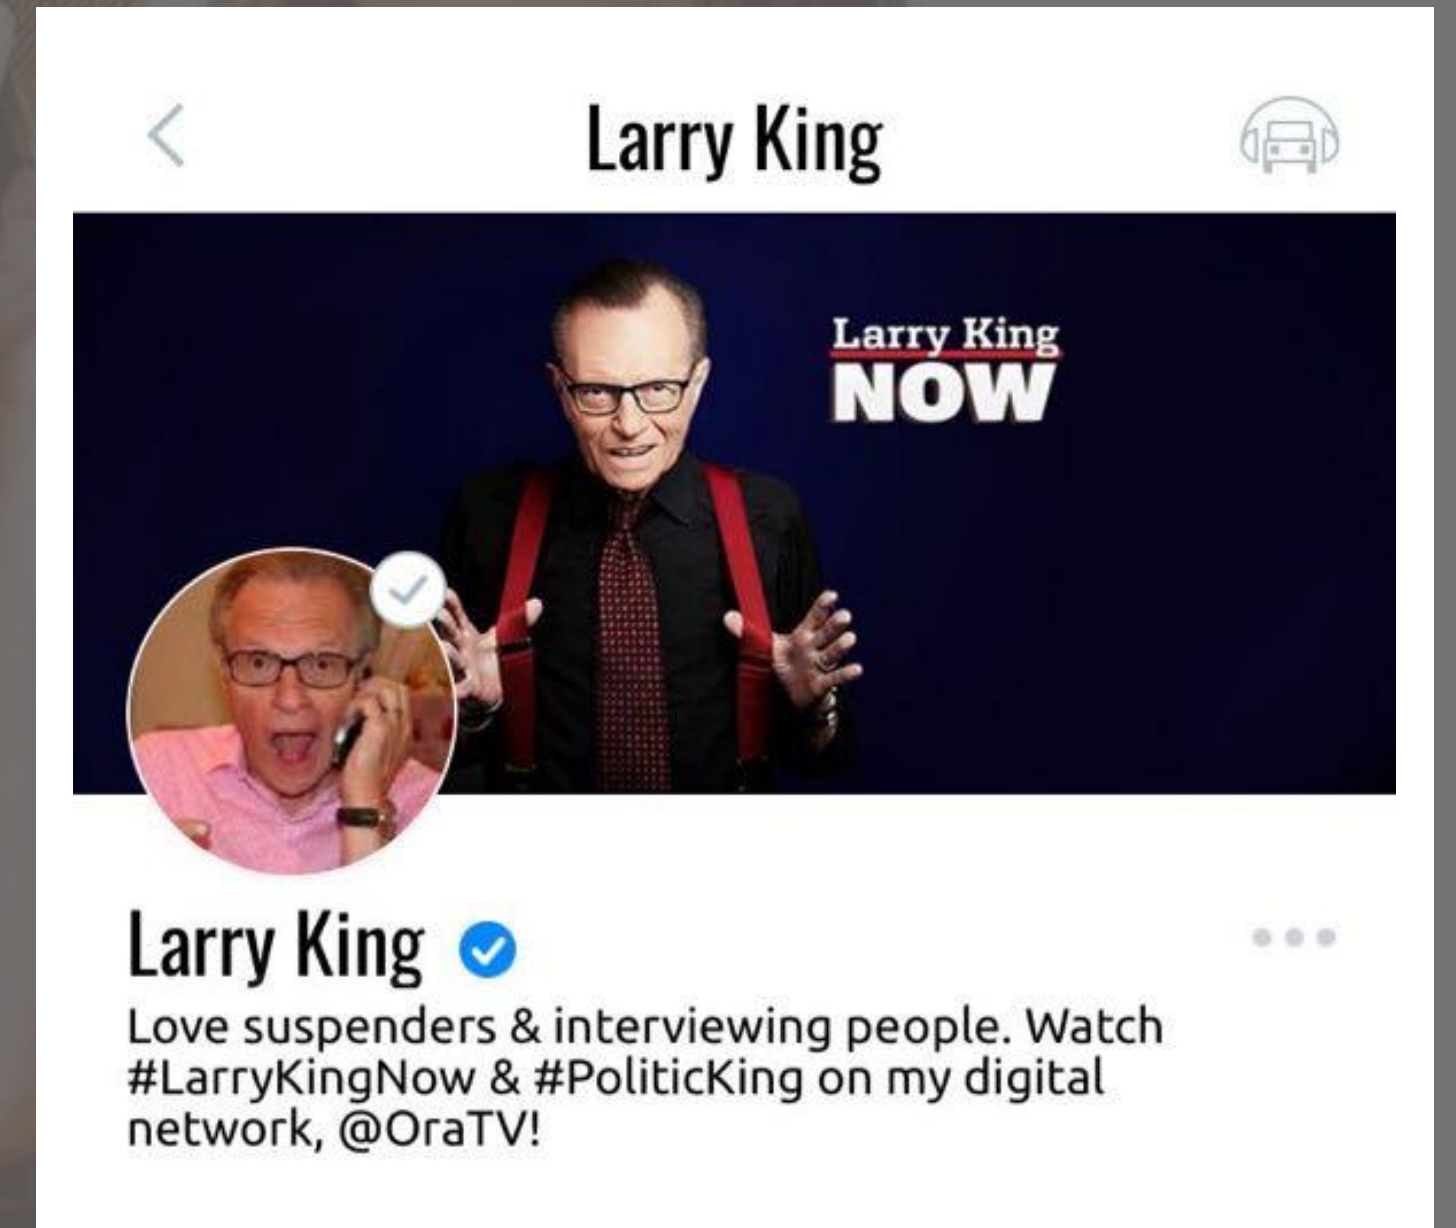 Larry King
Larry King
NOW
Larry King
Love suspenders & interviewing people. Watch
#LarryKingNow & #PoliticKing on my digital
network, @OraTV!